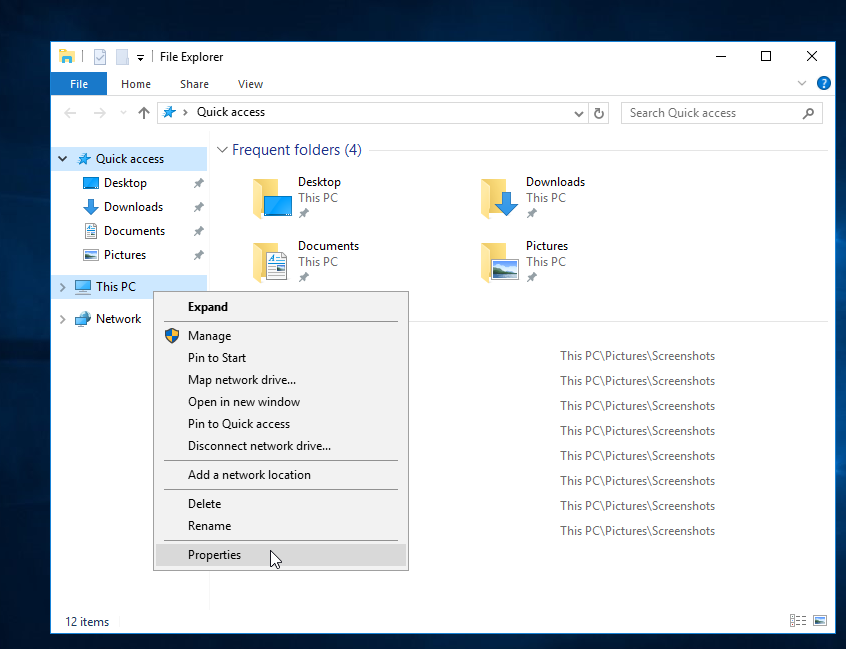 File Explorer
File Home Share View
Quick access
Search Quick access
Quick access
Desktop
Downloads
Documents
Pictures
This PC
Network
Frequent folders (4)
Desktop
This PC
Downloads
This PC
Documents
This PC
Pictures
This PC
Expand
Manage
Pin to Start
Map network drive...
Open in new window
Pin to Quick access
Disconnect network drive...
Add a network location
Delete
Rename
Properties
This PC\Pictures\Screenshots
This PC\Pictures\Screenshots
This PC\Pictures\Screenshots
This PC\Pictures\Screenshots
This PC\Pictures\Screenshots
This PC\Pictures\Screenshots
This PC\Pictures\Screenshots
This PC\Pictures\Screenshots
12 items